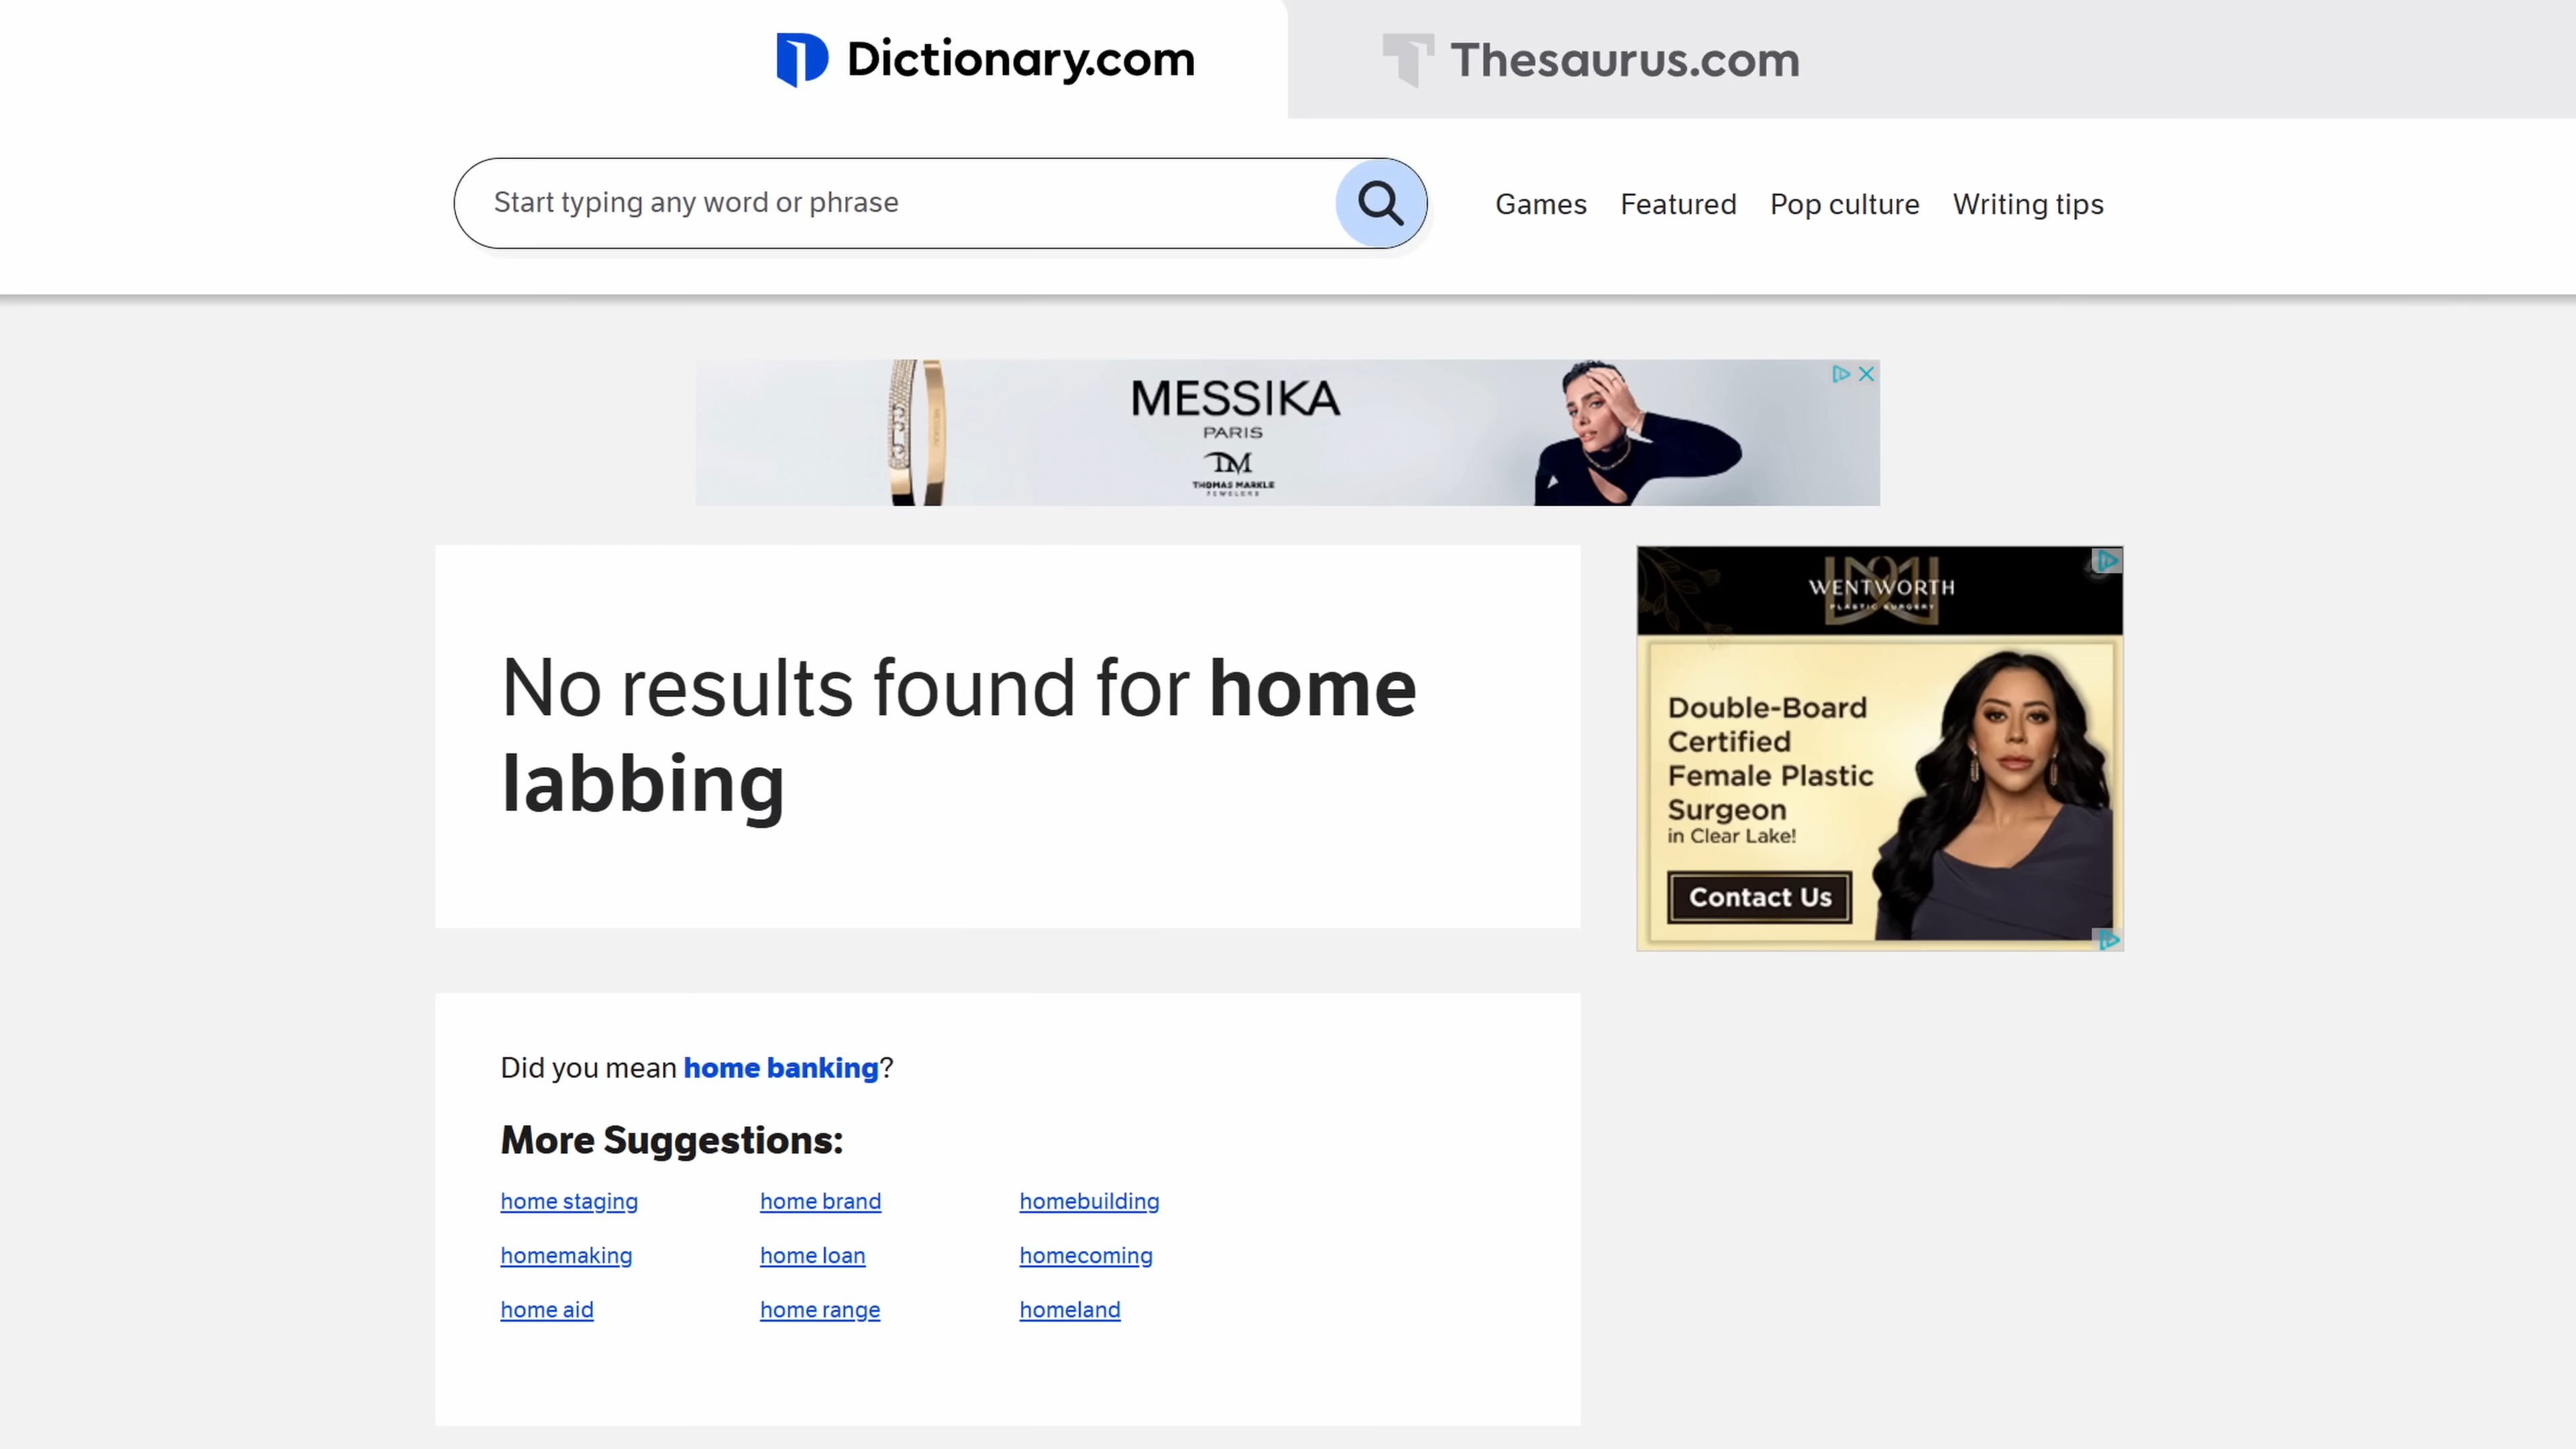 Dictionary.com
Thesaurus.com
Start typing any word or phrase
Games Featured Pop culture Writing tips
MESSIKA
PARIS
TM
THOMAS MARKLE
JEWELERS
No results found for home
labbing
WENTWORTH
PLASTIC SURGERY
Double-Board
Certified
Female Plastic
Surgeon
in Clear Lake!
Contact Us
Did you mean home banking?
More Suggestions:
home staging home brand homebuilding
homemaking home loan homecoming
home aid home range homeland